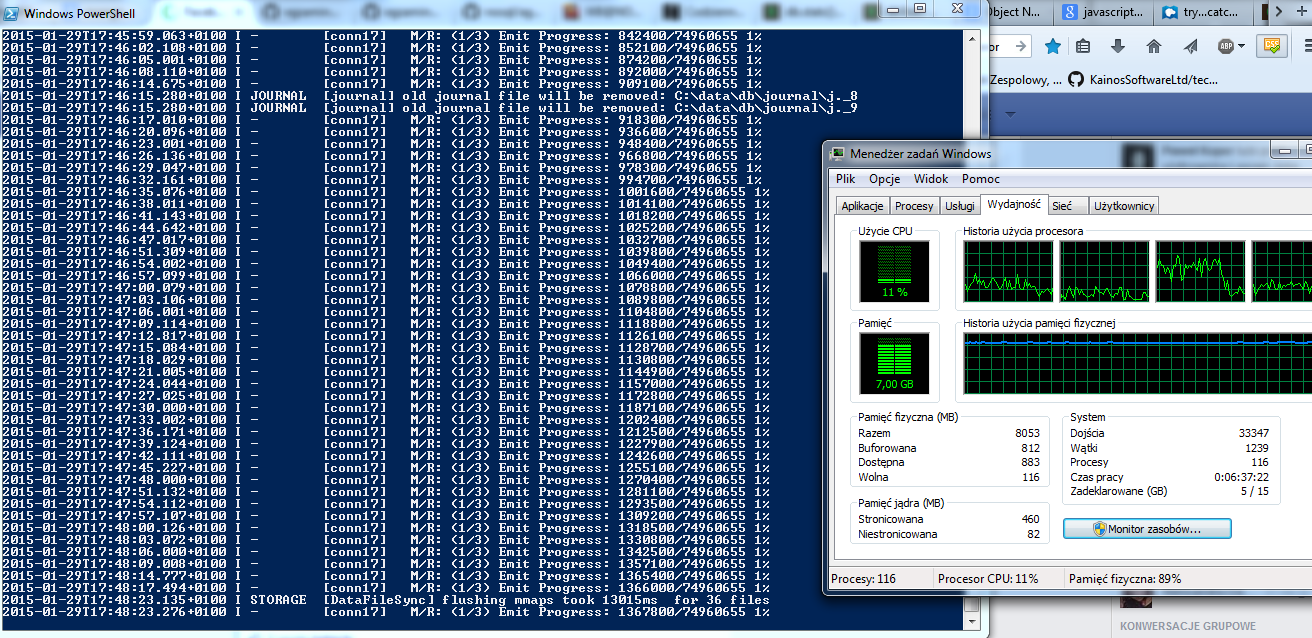 Windows PowerShell
2015-01-29T17:45:59.063+0100 I - [conn17] M/R: (1/3) Emit Progress: 842400/74960655 1%
2015-01-29T17:46:02.108+0100 I - [conn17] M/R: (1/3) Emit Progress: 852100/74960655 1%
2015-01-29T17:46:05.001+0100 I - [conn17] M/R: (1/3) Emit Progress: 874200/74960655 1%
2015-01-29T17:46:08.110+0100 I - [conn17] M/R: (1/3) Emit Progress: 892000/74960655 1%
2015-01-29T17:46:14.675+0100 I - [conn17] M/R: (1/3) Emit Progress: 909100/74960655 1%
2015-01-29T17:46:15.280+0100 I JOURNAL [journal] old journal file will be removed: C:\data\db\journal\j._8
2015-01-29T17:46:15.280+0100 I JOURNAL [journal] old journal file will be removed: C:\data\db\journal\j._9
2015-01-29T17:46:17.010+0100 I - [conn17] M/R: (1/3) Emit Progress: 918300/74960655 1%
2015-01-29T17:46:20.096+0100 I - [conn17] M/R: (1/3) Emit Progress: 936600/74960655 1%
2015-01-29T17:46:23.001+0100 I - [conn17] M/R: (1/3) Emit Progress: 948400/74960655 1%
2015-01-29T17:46:26.136+0100 I - [conn17] M/R: (1/3) Emit Progress: 966800/74960655 1%
2015-01-29T17:46:29.047+0100 I - [conn17] M/R: (1/3) Emit Progress: 978300/74960655 1%
2015-01-29T17:46:32.161+0100 I - [conn17] M/R: (1/3) Emit Progress: 994700/74960655 1%
2015-01-29T17:46:35.076+0100 I - [conn17] M/R: (1/3) Emit Progress: 1001600/74960655 1%
2015-01-29T17:46:38.011+0100 I - [conn17] M/R: (1/3) Emit Progress: 1014100/74960655 1%
2015-01-29T17:46:41.143+0100 I - [conn17] M/R: (1/3) Emit Progress: 1018200/74960655 1%
2015-01-29T17:46:44.642+0100 I - [conn17] M/R: (1/3) Emit Progress: 1025200/74960655 1%
2015-01-29T17:46:47.017+0100 I - [conn17] M/R: (1/3) Emit Progress: 1032700/74960655 1%
2015-01-29T17:46:51.309+0100 I - [conn17] M/R: (1/3) Emit Progress: 1039800/74960655 1%
2015-01-29T17:46:54.002+0100 I - [conn17] M/R: (1/3) Emit Progress: 1049400/74960655 1%
2015-01-29T17:46:57.099+0100 I - [conn17] M/R: (1/3) Emit Progress: 1066000/74960655 1%
2015-01-29T17:47:00.079+0100 I - [conn17] M/R: (1/3) Emit Progress: 1078800/74960655 1%
2015-01-29T17:47:03.106+0100 I - [conn17] M/R: (1/3) Emit Progress: 1089800/74960655 1%
2015-01-29T17:47:06.001+0100 I - [conn17] M/R: (1/3) Emit Progress: 1104800/74960655 1%
2015-01-29T17:47:09.114+0100 I - [conn17] M/R: (1/3) Emit Progress: 1118800/74960655 1%
2015-01-29T17:47:12.817+0100 I - [conn17] M/R: (1/3) Emit Progress: 1126100/74960655 1%
2015-01-29T17:47:15.084+0100 I - [conn17] M/R: (1/3) Emit Progress: 1128700/74960655 1%
2015-01-29T17:47:18.029+0100 I - [conn17] M/R: (1/3) Emit Progress: 1130800/74960655 1%
2015-01-29T17:47:21.005+0100 I - [conn17] M/R: (1/3) Emit Progress: 1144900/74960655 1%
2015-01-29T17:47:24.044+0100 I - [conn17] M/R: (1/3) Emit Progress: 1157000/74960655 1%
2015-01-29T17:47:27.025+0100 I - [conn17] M/R: (1/3) Emit Progress: 1172800/74960655 1%
2015-01-29T17:47:30.000+0100 I - [conn17] M/R: (1/3) Emit Progress: 1187100/74960655 1%
2015-01-29T17:47:33.002+0100 I - [conn17] M/R: (1/3) Emit Progress: 1202400/74960655 1%
2015-01-29T17:47:36.171+0100 I - [conn17] M/R: (1/3) Emit Progress: 1212500/74960655 1%
2015-01-29T17:47:39.124+0100 I - [conn17] M/R: (1/3) Emit Progress: 1227900/74960655 1%
2015-01-29T17:47:42.111+0100 I - [conn17] M/R: (1/3) Emit Progress: 1242600/74960655 1%
2015-01-29T17:47:45.227+0100 I - [conn17] M/R: (1/3) Emit Progress: 1255100/74960655 1%
2015-01-29T17:47:48.000+0100 I - [conn17] M/R: (1/3) Emit Progress: 1270400/74960655 1%
2015-01-29T17:47:51.132+0100 I - [conn17] M/R: (1/3) Emit Progress: 1281100/74960655 1%
2015-01-29T17:47:54.112+0100 I - [conn17] M/R: (1/3) Emit Progress: 1293500/74960655 1%
2015-01-29T17:47:57.107+0100 I - [conn17] M/R: (1/3) Emit Progress: 1309200/74960655 1%
2015-01-29T17:48:00.126+0100 I - [conn17] M/R: (1/3) Emit Progress: 1318500/74960655 1%
2015-01-29T17:48:03.072+0100 I - [conn17] M/R: (1/3) Emit Progress: 1330800/74960655 1%
2015-01-29T17:48:06.000+0100 I - [conn17] M/R: (1/3) Emit Progress: 1342500/74960655 1%
2015-01-29T17:48:09.008+0100 I - [conn17] M/R: (1/3) Emit Progress: 1357100/74960655 1%
2015-01-29T17:48:14.777+0100 I - [conn17] M/R: (1/3) Emit Progress: 1365400/74960655 1%
2015-01-29T17:48:17.494+0100 I - [conn17] M/R: (1/3) Emit Progress: 1366000/74960655 1%
2015-01-29T17:48:23.135+0100 I STORAGE [DataFileSync] flushing mmaps took 13015ms for 36 files
2015-01-29T17:48:23.276+0100 I - [conn17] M/R: (1/3) Emit Progress: 1367800/74960655 1%
Object N... javascript... try...catc...
or
ABP
Zespolowy, ... KainosSoftwareLtd/tec...
Menedżer zadań Windows
Plik Opcje Widok Pomoc
Aplikacje Procesy Usługi Wydajność Sieć Użytkownicy
Użycie CPU Historia użycia procesora
11 %
Pamięć Historia użycia pamięci fizycznej
7,00 GB
Pamięć fizyczna (MB)
Razem 8053
Buforowana 812
Dostępna 883
Wolna 116
System
Dojścia 33347
Wątki 1239
Procesy 116
Czas pracy 0:06:37:22
Zadeklarowane (GB) 5 / 15
Pamięć jądra (MB)
Stronicowana 460
Niestronicowana 82
Monitor zasobów...
Procesy: 116 Procesor CPU: 11% Pamięć fizyczna: 89%
KONWERSACJE GRUPOWE